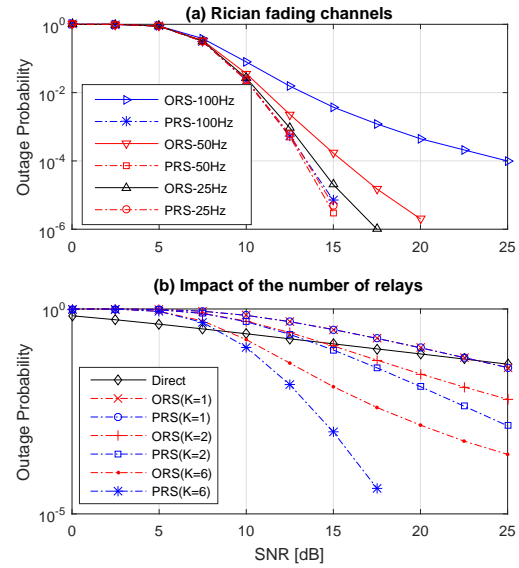 (a) Rician fading channels
Outage Probability
10^0
10^-2
10^-4
10^-6
ORS-100Hz
PRS-100Hz
ORS-50Hz
PRS-50Hz
ORS-25Hz
PRS-25Hz
0 5 10 15 20 25
(b) Impact of the number of relays
Outage Probability
10^0
10^-5
Direct
ORS(K=1)
PRS(K=1)
ORS(K=2)
PRS(K=2)
ORS(K=6)
PRS(K=6)
0 5 10 15 20 25
SNR [dB]